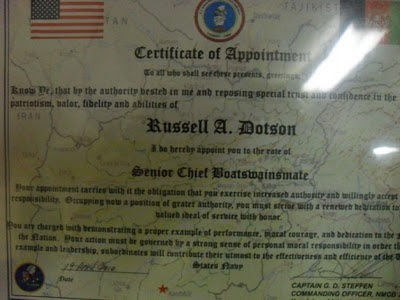 TAN
TAJIKISTAN
Certificate of Appointment
To all who shall see these presents, greeting:
Know Ye, that by the authority vested in me and reposing special trust and confidence in the
patriotism, valor, fidelity and abilities of
IRAN
Russell A. Dotson
I do hereby appoint you to the rate of
Senior Chief Boatswainsmate
Your appointment carries with it the obligation that you exercise increased authority and willingly accept
responsibility. Occupying now a position of grater authority, you must strive with a renewed dedication to
valued ideal of service with honor.
You are charged with demonstrating a proper example of performance, moral courage, and dedication to the
the Nation. Your action must be governed by a strong sense of personal moral responsibility in order that
example and leadership, subordinates will contribute their utmost to the effectiveness and efficiency of the
States Navy
Date
CAPTAIN G. D. STEFFEN
COMMANDING OFFICER, NMCB